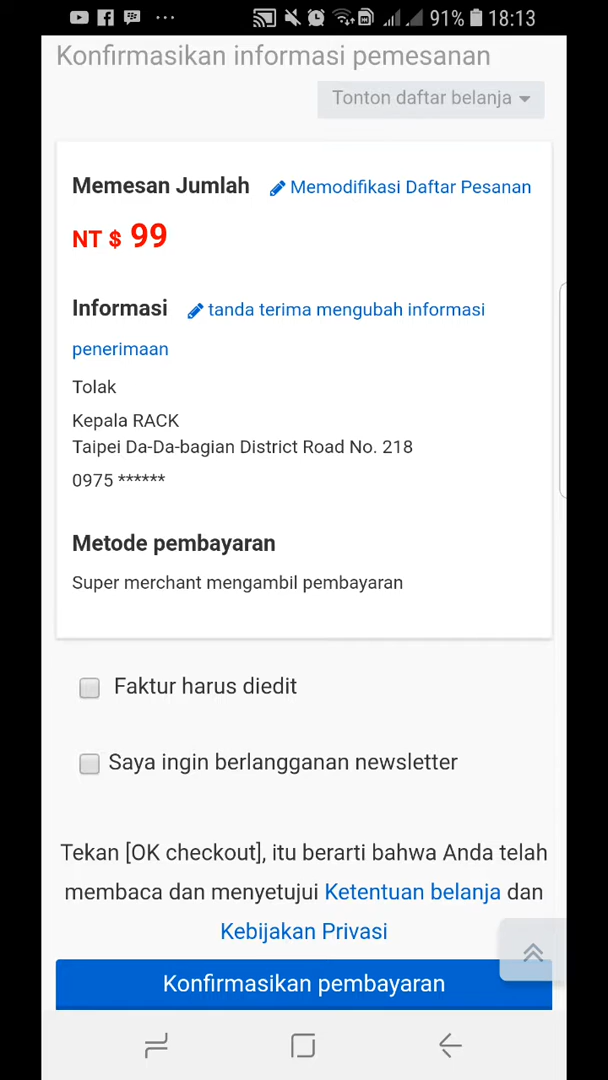 91% 18:13
Konfirmasikan informasi pemesanan
Tonton daftar belanja
Memesan Jumlah Memodifikasi Daftar Pesanan
NT $ 99
Informasi tanda terima mengubah informasi
penerimaan
Tolak
Kepala RACK
Taipei Da-Da-bagian District Road No. 218
0975 ******
Metode pembayaran
Super merchant mengambil pembayaran
Faktur harus diedit
Saya ingin berlangganan newsletter
Tekan [OK checkout], itu berarti bahwa Anda telah
membaca dan menyetujui Ketentuan belanja dan
Kebijakan Privasi
Konfirmasikan pembayaran